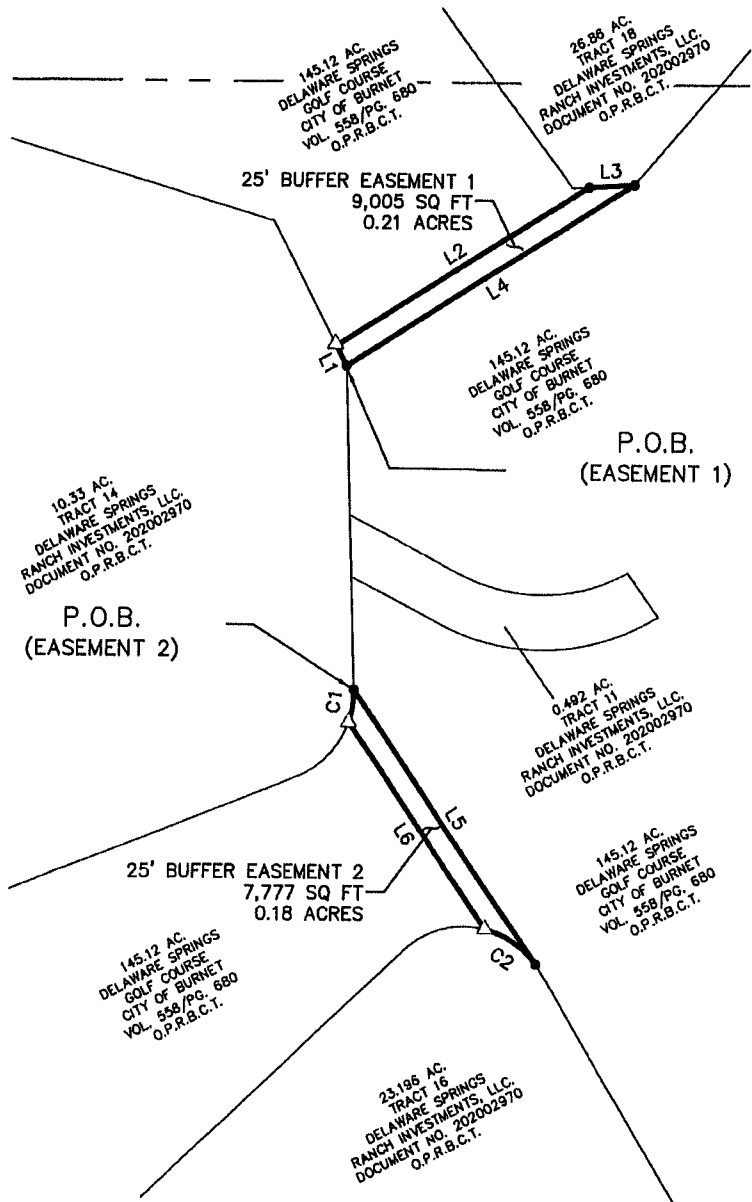 145.12 AC.
DELAWARE SPRINGS
GOLF COURSE
CITY OF BURNET
VOL. 558/PG. 680
O.P.R.B.C.T.
26.86 AC.
TRACT 18
DELAWARE SPRINGS
RANCH INVESTMENTS, LLC.
DOCUMENT NO. 202002970
O.P.R.B.C.T.
25' BUFFER EASEMENT 1
9,005 SQ FT
0.21 ACRES
L3
L2
L4
L1
145.12 AC.
DELAWARE SPRINGS
GOLF COURSE
CITY OF BURNET
VOL. 558/PG. 680
O.P.R.B.C.T.
P.O.B.
(EASEMENT 1)
10.33 AC.
TRACT 14
DELAWARE SPRINGS
RANCH INVESTMENTS, LLC.
DOCUMENT NO. 202002970
O.P.R.B.C.T.
P.O.B.
(EASEMENT 2)
C1
0.492 AC.
TRACT 11
DELAWARE SPRINGS
RANCH INVESTMENTS, LLC.
DOCUMENT NO. 202002970
O.P.R.B.C.T.
L5
L6
25' BUFFER EASEMENT 2
7,777 SQ FT
0.18 ACRES
145.12 AC.
DELAWARE SPRINGS
GOLF COURSE
CITY OF BURNET
VOL. 558/PG. 680
O.P.R.B.C.T.
C2
145.12 AC.
DELAWARE SPRINGS
GOLF COURSE
CITY OF BURNET
VOL. 558/PG. 680
O.P.R.B.C.T.
23.196 AC.
TRACT 16
DELAWARE SPRINGS
RANCH INVESTMENTS, LLC.
DOCUMENT NO. 202002970
O.P.R.B.C.T.